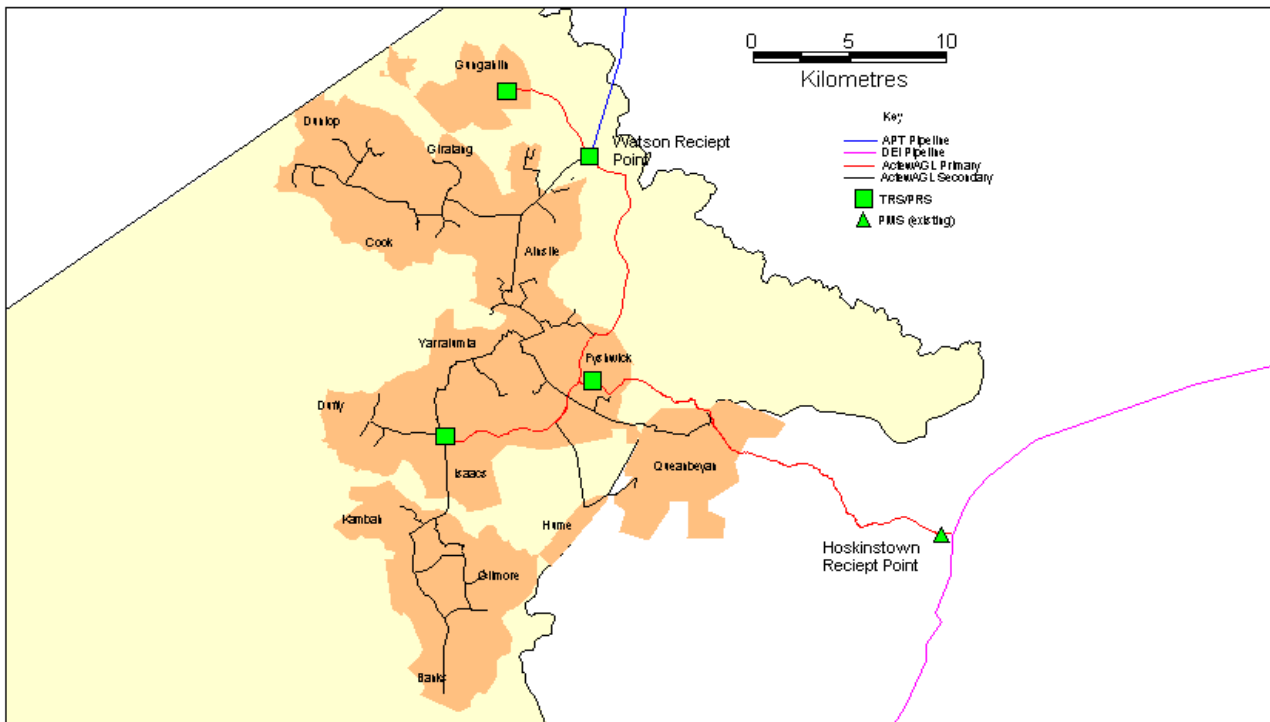 0 5 10
Kilometres
Gungahlin
Key
Dunlop
APT Pipeline
Watson Reciept
Point
Giralang
DEI Pipeline
ActewAGL Primary
ActewAGL Secondary
TRS/PRS
PMS (existing)
Cook
Ainslie
Yarralumla
Fyshwick
Duffy
Isaacs
Queanbeyan
Kambah
Hume
Hoskinstown
Reciept Point
Gilmore
Banks